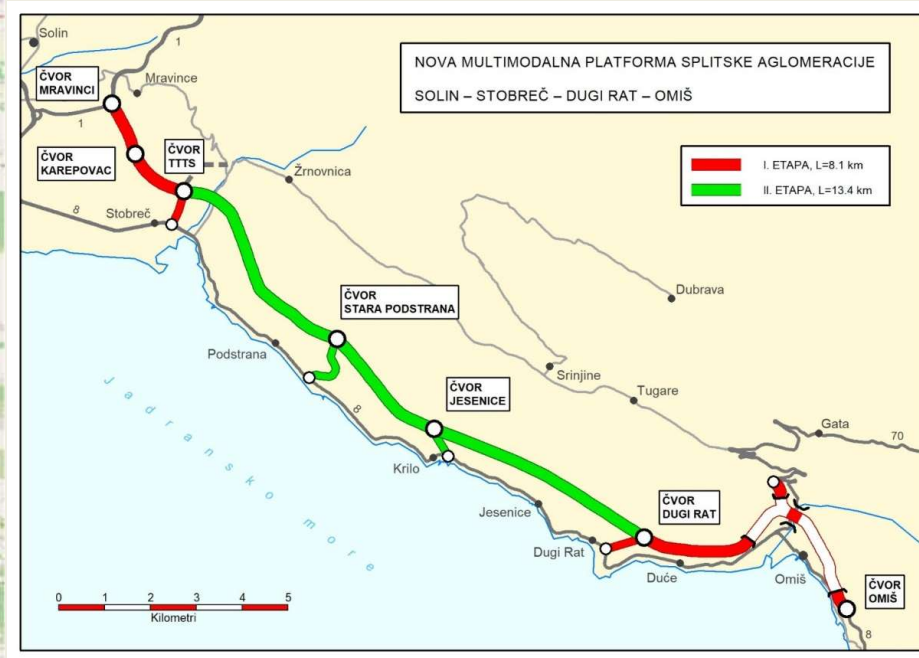 NOVA MULTIMODALNA PLATFORMA SPLITSKE AGLOMERACIJE
SOLIN – STOBREČ – DUGI RAT – OMIŠ
I. ETAPA, L=8.1 km
II. ETAPA, L=13.4 km
Solin
1
ČVOR
MRAVINCI
Mravince
1
ČVOR
KAREPOVAC
ČVOR
TTTS
Žrnovnica
8
Stobreč
ČVOR
STARA PODSTRANA
Dubrava
Podstrana
Srinjine
8
ČVOR
JESENICE
Tugare
Gata
70
Krilo
Jadransko more
Jesenice
ČVOR
DUGI RAT
Dugi Rat
Duće
Omiš
ČVOR
OMIŠ
8
0 1 2 3 4 5
Kilometri